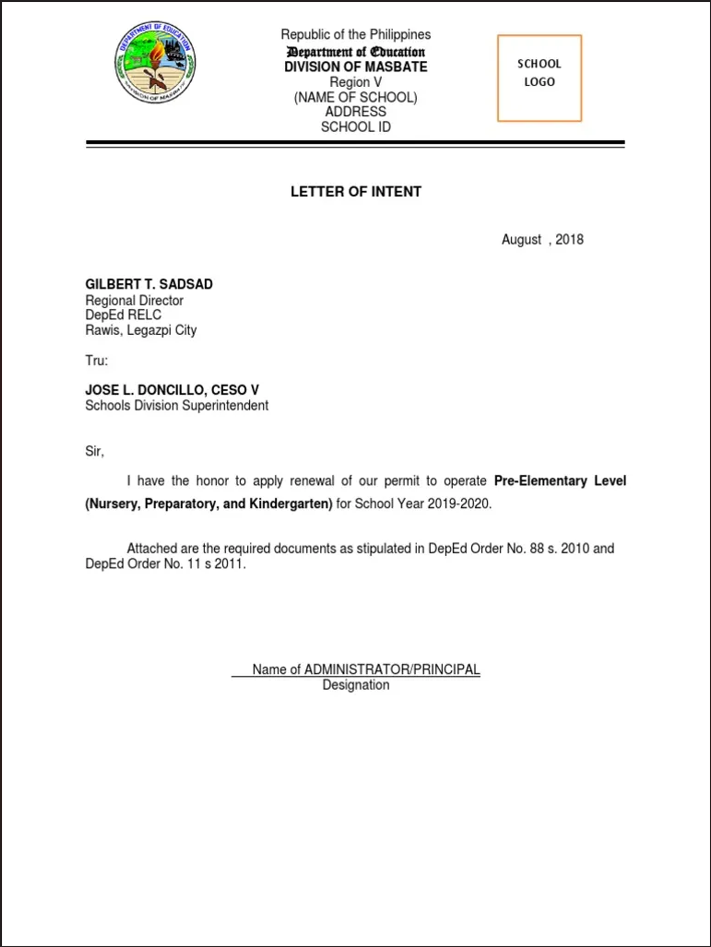 DEPARTMENT OF EDUCATION
DIVISION OF MASBATE
Republic of the Philippines
Department of Education
DIVISION OF MASBATE
Region V
(NAME OF SCHOOL)
ADDRESS
SCHOOL ID
SCHOOL
LOGO
LETTER OF INTENT
August , 2018
GILBERT T. SADSAD
Regional Director
DepEd RELC
Rawis, Legazpi City
Tru:
JOSE L. DONCILLO, CESO V
Schools Division Superintendent
Sir,
I have the honor to apply renewal of our permit to operate Pre-Elementary Level
(Nursery, Preparatory, and Kindergarten) for School Year 2019-2020.
Attached are the required documents as stipulated in DepEd Order No. 88 s. 2010 and
DepEd Order No. 11 s 2011.
Name of ADMINISTRATOR/PRINCIPAL
Designation